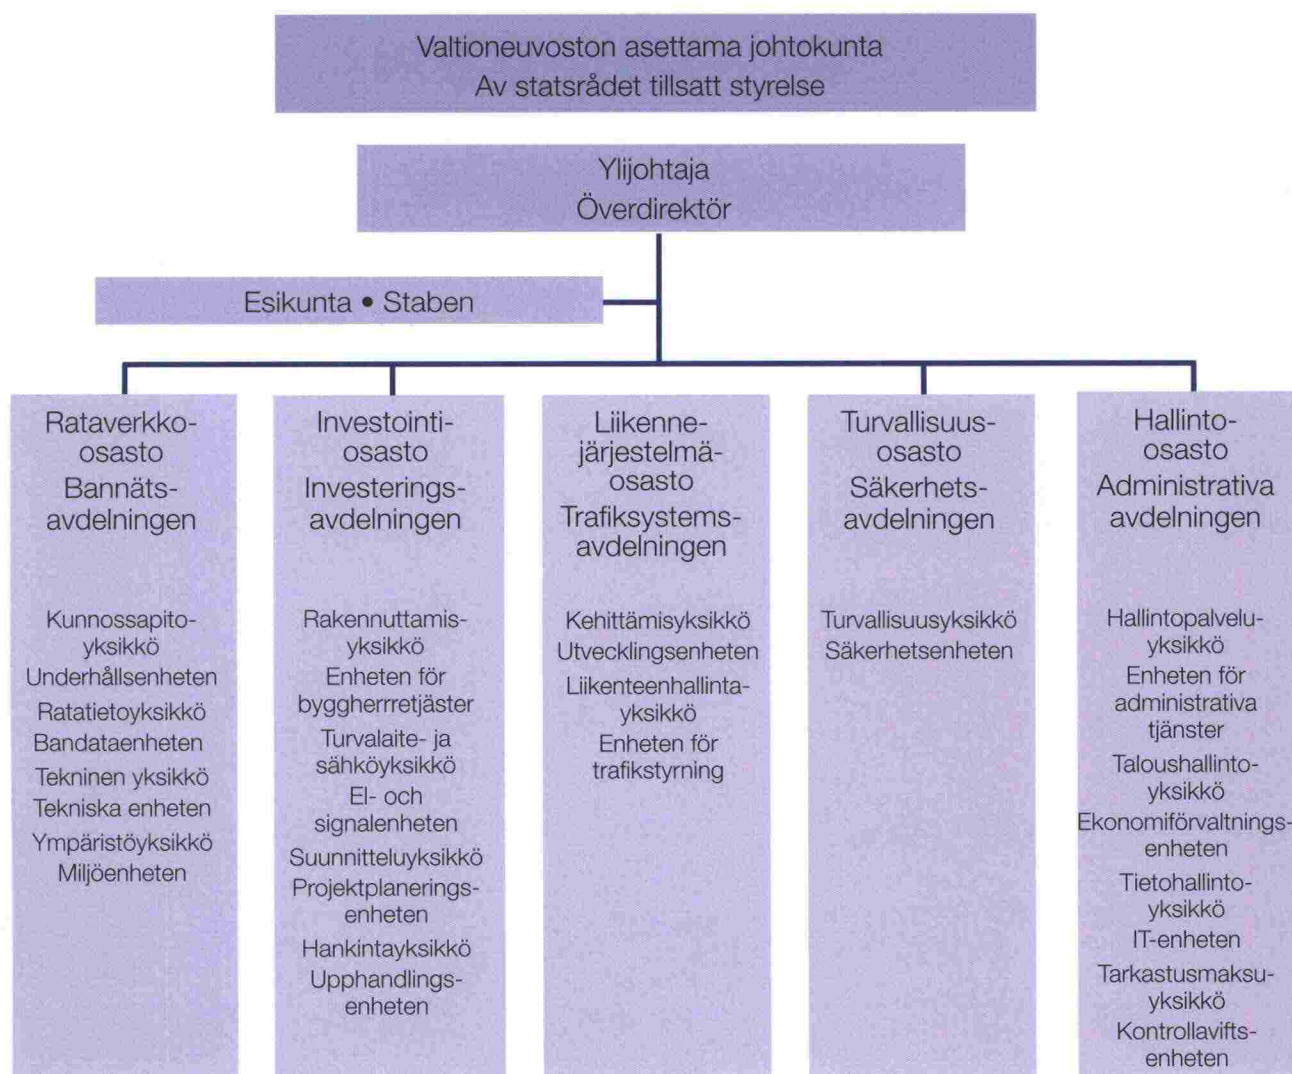 Valtioneuvoston asettama johtokunta
Av statsrådet tillsatt styrelse
Ylijohtaja
Överdirektör
Esikunta • Staben
Rataverkko-
osasto
Bannäts-
avdelningen
Kunnossapito-
yksikkö
Underhållsenheten
Ratatietoyksikkö
Bandataenheten
Tekninen yksikkö
Tekniska enheten
Ympäristöyksikkö
Miljöenheten
Investointi-
osasto
Investerings-
avdelningen
Rakennuttamis-
yksikkö
Enheten för
byggherrretjäster
Turvalaite- ja
sähköyksikkö
El- och
signalenheten
Suunnitteluyksikkö
Projektplanerings-
enheten
Hankintayksikkö
Upphandlings-
enheten
Liikenne-
järjestelmä-
osasto
Trafiksystems-
avdelningen
Kehittämisyksikkö
Utvecklingsenheten
Liikenteenhallinta-
yksikkö
Enheten för
trafikstyrning
Turvallisuus-
osasto
Säkerhets-
avdelningen
Turvallisuusyksikkö
Säkerhetsenheten
Hallinto-
osasto
Administrativa
avdelningen
Hallintopalvelu-
yksikkö
Enheten för
administrativa
tjänster
Taloushallinto-
yksikkö
Ekonomiförvaltnings-
enheten
Tietohallinto-
yksikkö
IT-enheten
Tarkastusmaksu-
yksikkö
Kontrollavifts-
enheten